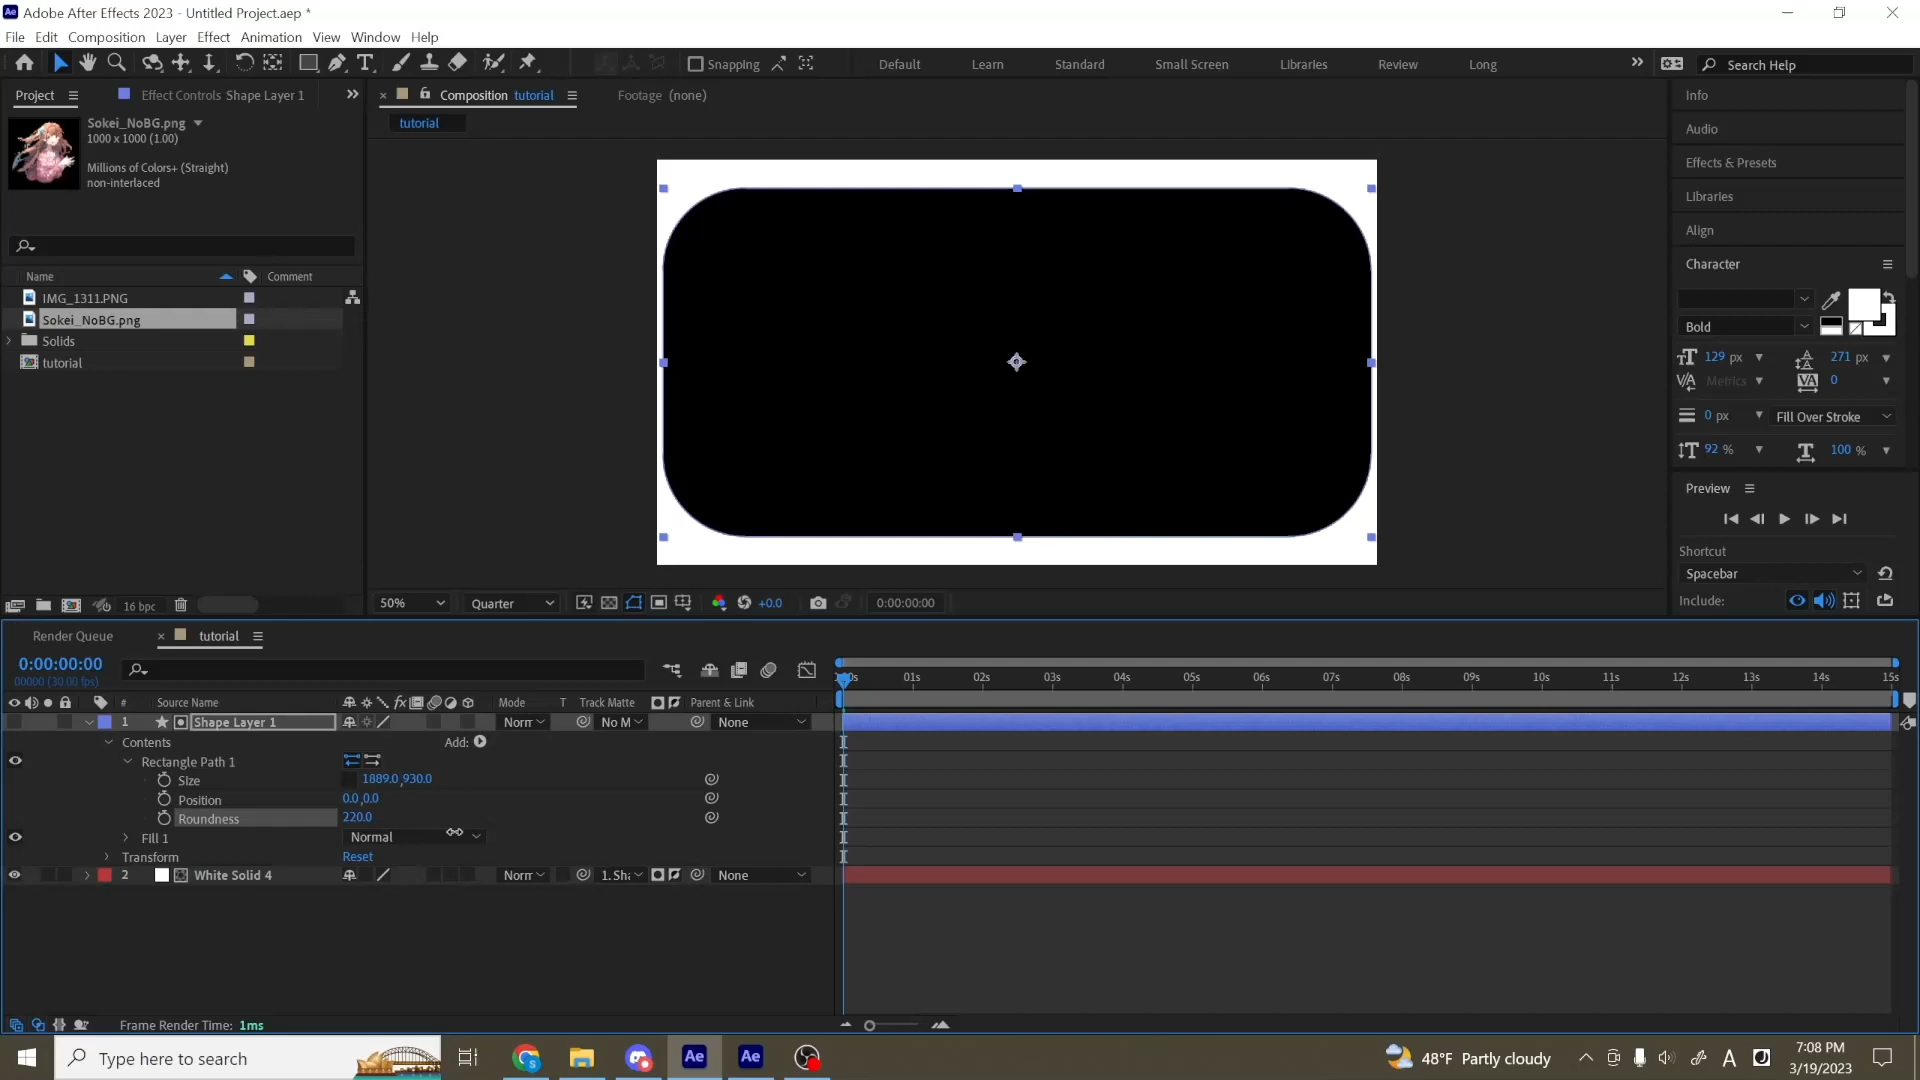 Adobe After Effects 2023 - Untitled Project.aep *
File Edit Composition Layer Effect Animation View Window Help
Snapping
Default Learn Standard Small Screen Libraries Review Long
Search Help
Project
Effect Controls Shape Layer 1
Composition tutorial
Footage (none)
tutorial
Sokei_NoBG.png
1000 x 1000 (1.00)
Millions of Colors+ (Straight)
non-interlaced
Name Comment
IMG_1311.PNG
Sokei_NoBG.png
Solids
tutorial
16 bpc
50% Quarter +0.0 0:00:00:00
Info
Audio
Effects & Presets
Libraries
Align
Character
Bold
129 px 271 px
Metrics 0
0 px Fill Over Stroke
92 % 100 %
Preview
Shortcut
Spacebar
Include:
Render Queue tutorial
0:00:00:00
00000 (30.00 fps)
# Source Name fx Mode T Track Matte Parent & Link
1 Shape Layer 1 Norr No M None
Contents Add:
Rectangle Path 1
Size 1889.0,930.0
Position 0.0,0.0
Roundness 220.0
Fill 1 Normal
Transform Reset
2 White Solid 4 Norr 1. Sha None
01s 02s 03s 04s 05s 06s 07s 08s 09s 10s 11s 12s 13s 14s 15s
Frame Render Time: 1ms
Type here to search
48°F Partly cloudy
7:08 PM
3/19/2023